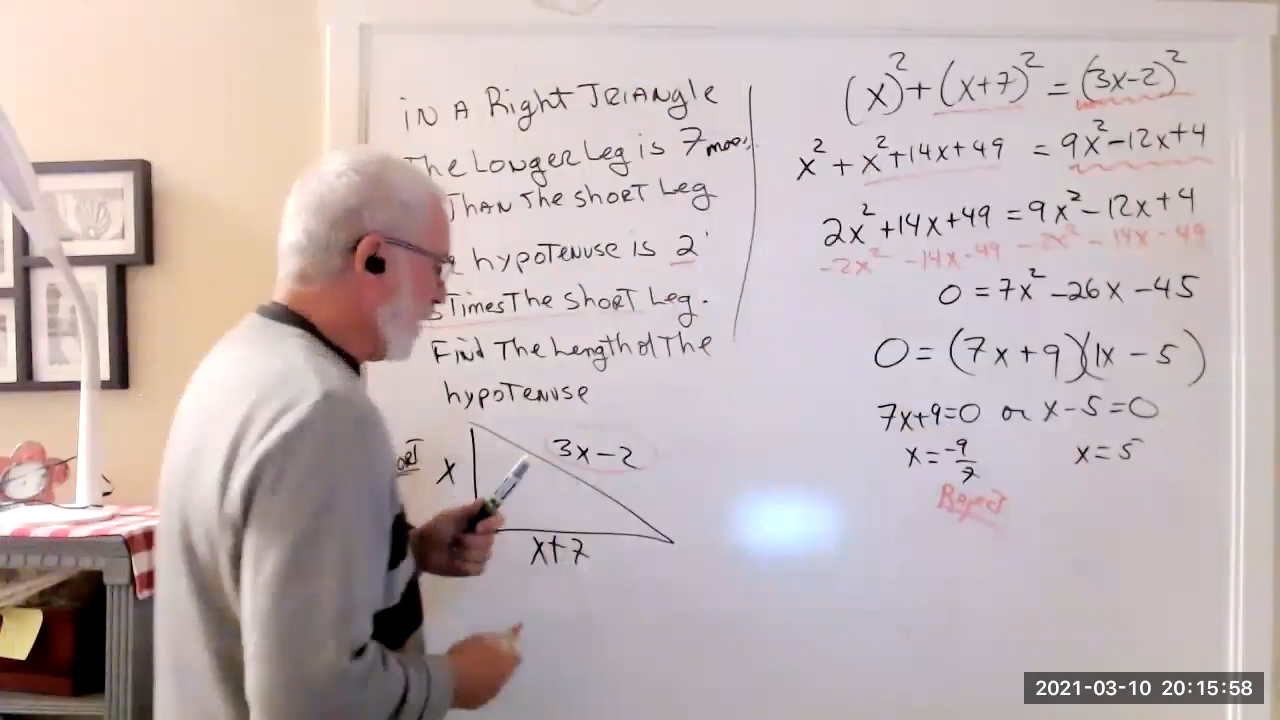 IN A Right TRIANGLE
The Longer Leg is 7 more
Than The short Leg
hypotenuse is 2
Times The short Leg.
Find The Length of The
hypotenuse
ORT
x
3x-2
x+7
(x)² + (x+7)² = (3x-2)²
x² + x²+14x+49 = 9x²-12x+4
2x²+14x+49 = 9x²-12x+4
-2x² -14x-49 -2x² -14x -49
0 = 7x² -26x -45
0 = (7x+9)(1x-5)
7x+9=0 or x-5=0
x = -9/7 x = 5
Reject
2021-03-10 20:15:58